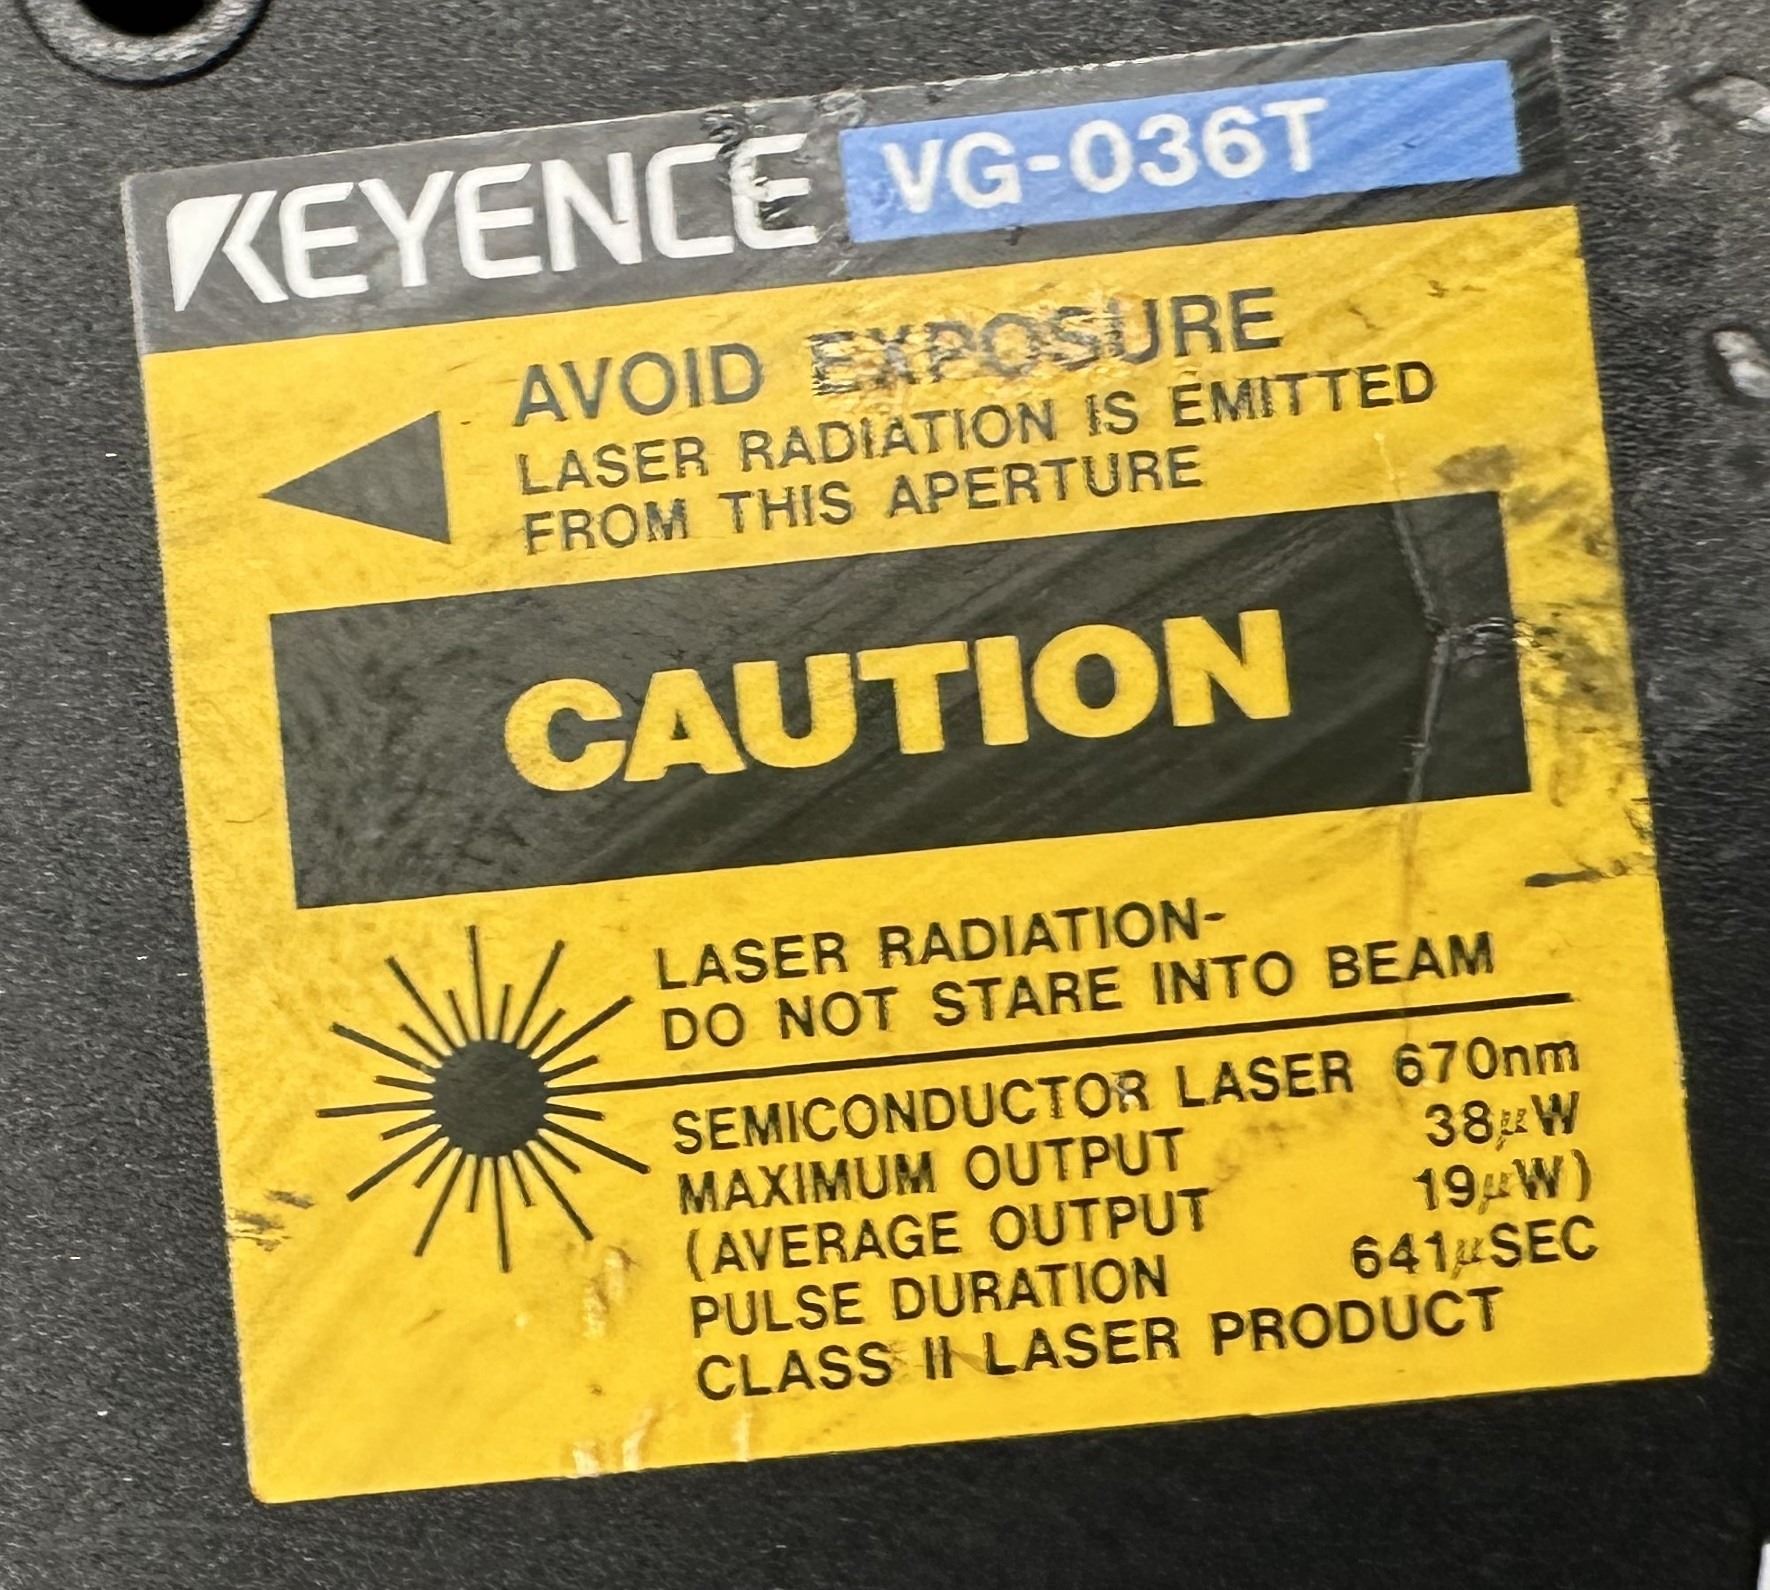 KEYENCE VG-036T
AVOID EXPOSURE
LASER RADIATION IS EMITTED
FROM THIS APERTURE
CAUTION
LASER RADIATION-
DO NOT STARE INTO BEAM
SEMICONDUCTOR LASER 670nm
MAXIMUM OUTPUT 38μW
(AVERAGE OUTPUT 19μW)
PULSE DURATION 641μSEC
CLASS II LASER PRODUCT